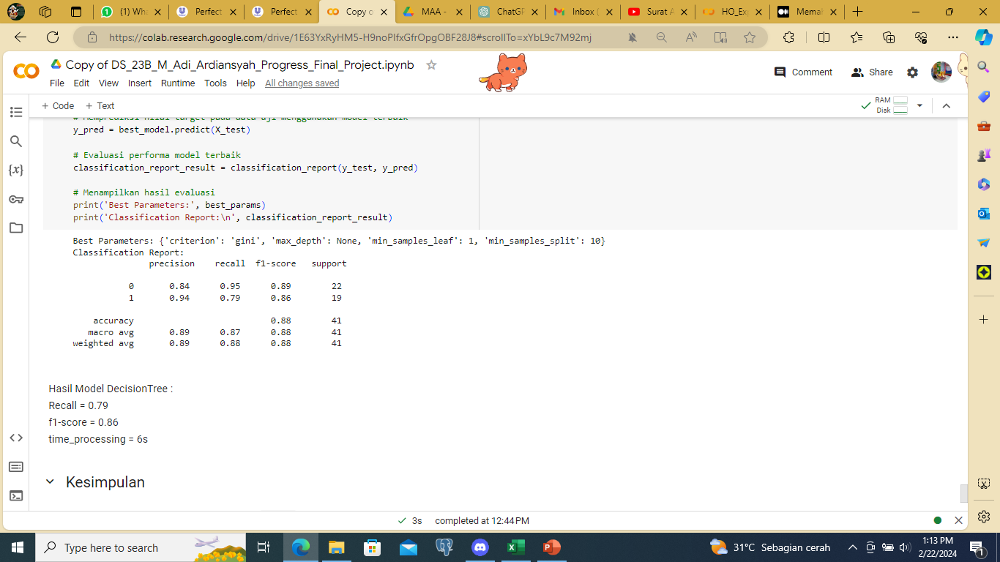 (1) Wha
Perfect
Perfect
Copy o
MAA -
ChatGP
Inbox (
Surat A
HO_Exp
Memah
https://colab.research.google.com/drive/1E63YxRyHM5-H9noPlfxGfrOpgOBF28J8#scrollTo=xYbL9c7M92mj
Copy of DS_23B_M_Adi_Ardiansyah_Progress_Final_Project.ipynb
File Edit View Insert Runtime Tools Help All changes saved
Comment Share
+ Code + Text
RAM
Disk
# Memprediksi nilai target pada data uji menggunakan model terbaik
y_pred = best_model.predict(X_test)
# Evaluasi performa model terbaik
classification_report_result = classification_report(y_test, y_pred)
# Menampilkan hasil evaluasi
print('Best Parameters:', best_params)
print('Classification Report:\n', classification_report_result)
Best Parameters: {'criterion': 'gini', 'max_depth': None, 'min_samples_leaf': 1, 'min_samples_split': 10}
Classification Report:
precision recall f1-score support
0 0.84 0.95 0.89 22
1 0.94 0.79 0.86 19
accuracy 0.88 41
macro avg 0.89 0.87 0.88 41
weighted avg 0.89 0.88 0.88 41
Hasil Model DecisionTree :
Recall = 0.79
f1-score = 0.86
time_processing = 6s
Kesimpulan
3s completed at 12:44 PM
Type here to search
31°C Sebagian cerah
1:13 PM
2/22/2024
1